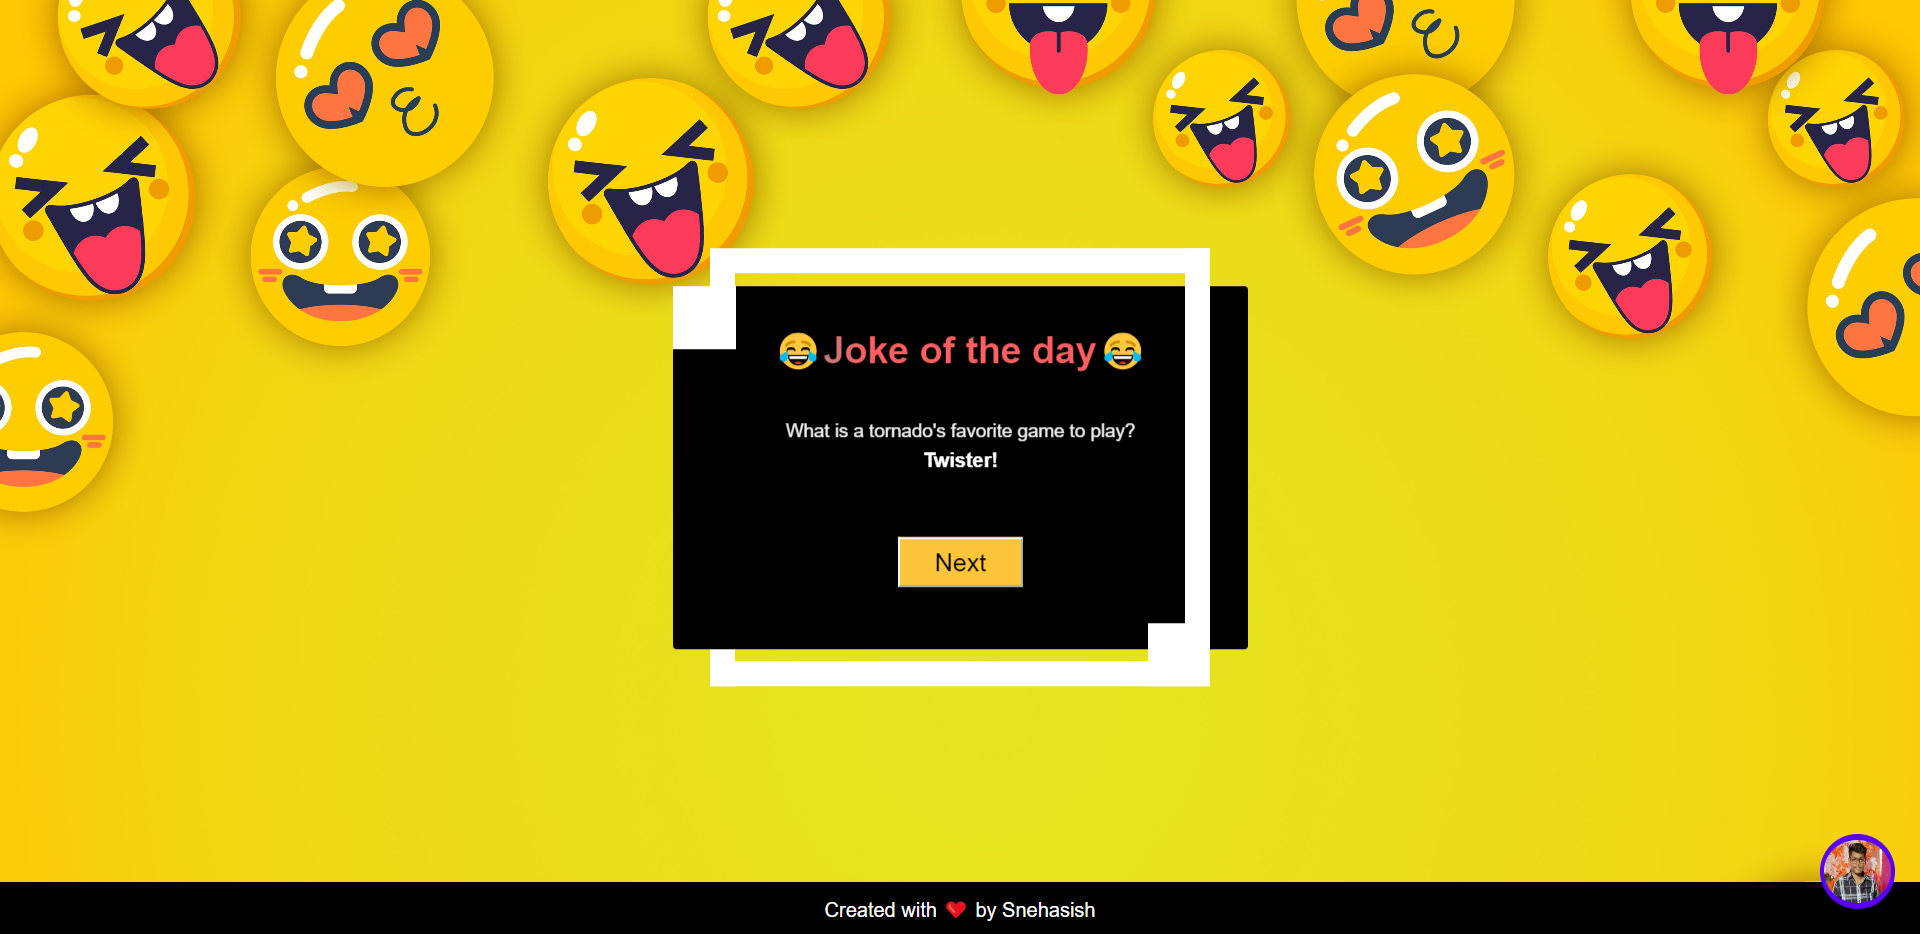 😂Joke of the day😂
What is a tornado's favorite game to play?
Twister!
Next
Created with ❤️ by Snehasish